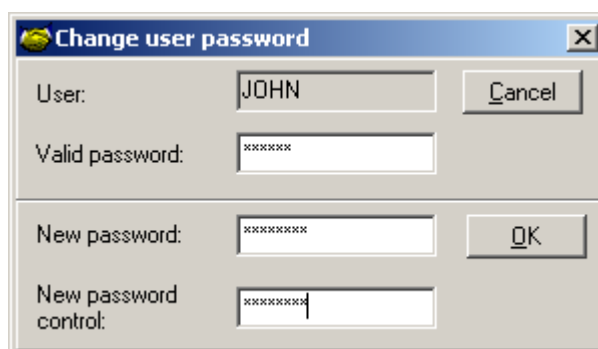 Change user password
User: JOHN Cancel
Valid password: ××××××
New password: ×××××××× OK
New password
control: ××××××××